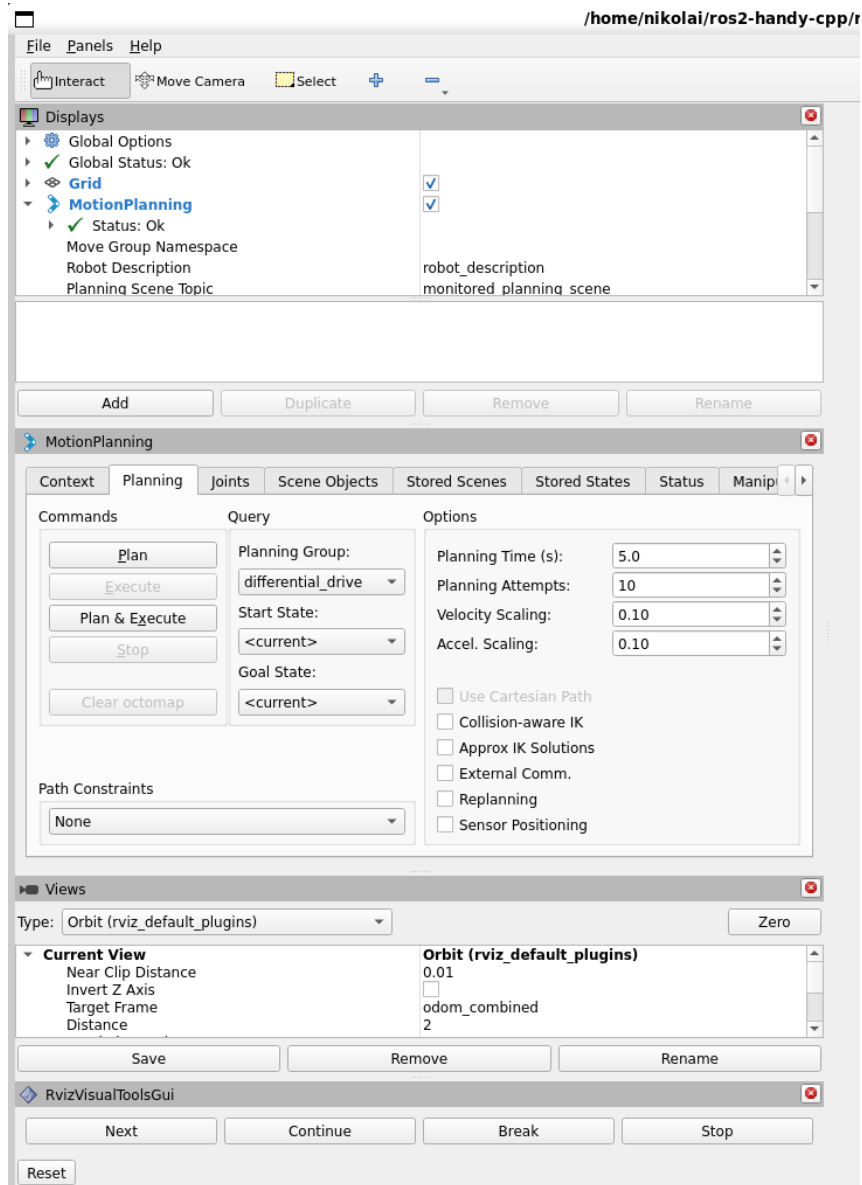 /home/nikolai/ros2-handy-cpp/r
File Panels Help
Interact Move Camera Select
Displays
Global Options
Global Status: Ok
Grid
MotionPlanning
Status: Ok
Move Group Namespace
Robot Description robot_description
Planning Scene Topic monitored_planning_scene
Add Duplicate Remove Rename
MotionPlanning
Context Planning Joints Scene Objects Stored Scenes Stored States Status Manipu
Commands Query Options
Plan Planning Group: Planning Time (s): 5.0
Execute differential_drive Planning Attempts: 10
Plan & Execute Start State: Velocity Scaling: 0.10
Stop <current> Accel. Scaling: 0.10
Goal State:
Clear octomap <current> Use Cartesian Path
Collision-aware IK
Approx IK Solutions
External Comm.
Path Constraints Replanning
None Sensor Positioning
Views
Type: Orbit (rviz_default_plugins) Zero
Current View Orbit (rviz_default_plugins)
Near Clip Distance 0.01
Invert Z Axis
Target Frame odom_combined
Distance 2
Save Remove Rename
RvizVisualToolsGui
Next Continue Break Stop
Reset